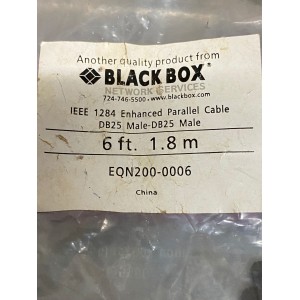 Another quality product from
BLACK BOX
NETWORK SERVICES
724-746-5500 • www.blackbox.com
IEEE 1284 Enhanced Parallel Cable
DB25 Male-DB25 Male
6 ft. 1.8 m
EQN200-0006
China